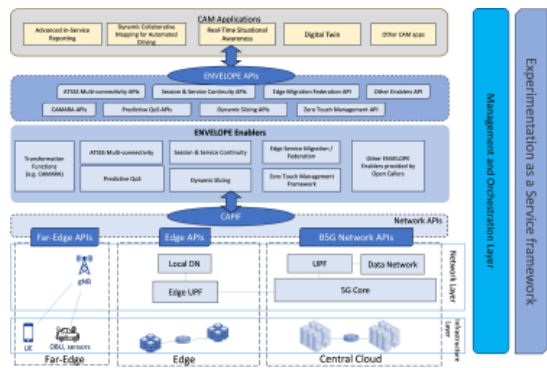 CAM Applications
Advanced in-Service
Reporting
Dynamic Collaborative
Mapping for Automated
Driving
Real-Time Situational
Awareness
Digital Twin
Other CAM apps
ENVELOPE APIs
ATSSS Multi-connectivity APIs
Session & Service Continuity APIs
Edge Migration Federation API
Other Enablers API
CAMARA APIs
Predictive QoS APIs
Dynamic Slicing APIs
Zero Touch Management API
ENVELOPE Enablers
Transformation
Functions
(e.g. CAMARA)
ATSSS Multi-connectivity
Predictive QoS
Session & Service Continuity
Dynamic Slicing
Edge Service Migration /
Federation
Zero Touch Management
Framework
Other ENVELOPE
Enablers provided by
Open Callers
CAPIF
Network APIs
Far-Edge APIs
Edge APIs
B5G Network APIs
gNB
Local DN
Edge UPF
UPF
Data Network
5G Core
Network
Layer
UE
OBU, sensors
Infrastructure
Layer
Far-Edge
Edge
Central Cloud
Management and Orchestration Layer
Experimentation as a Service framework